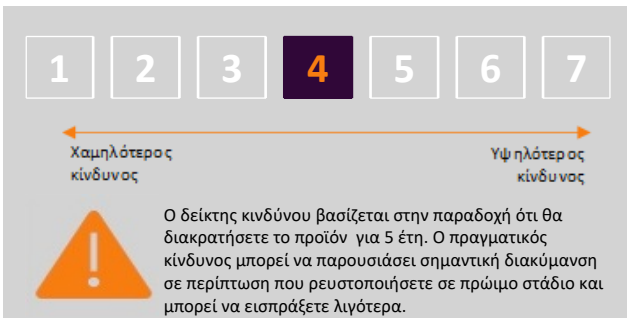 1 2 3 4 5 6 7
Χαμηλότερος Υψηλότερος
κίνδυνος κίνδυνος
Ο δείκτης κινδύνου βασίζεται στην παραδοχή ότι θα
διακρατήσετε το προϊόν για 5 έτη. Ο πραγματικός
κίνδυνος μπορεί να παρουσιάσει σημαντική διακύμανση
σε περίπτωση που ρευστοποιήσετε σε πρώιμο στάδιο και
μπορεί να εισπράξετε λιγότερα.